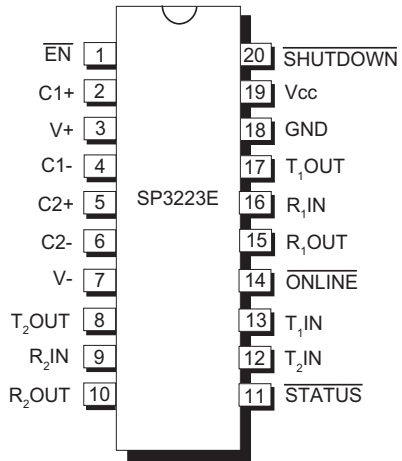 EN 1 20 SHUTDOWN
C1+ 2 19 Vcc
V+ 3 18 GND
C1- 4 17 T₁OUT
C2+ 5 SP3223E 16 R₁IN
C2- 6 15 R₁OUT
V- 7 14 ONLINE
T₂OUT 8 13 T₁IN
R₂IN 9 12 T₂IN
R₂OUT 10 11 STATUS